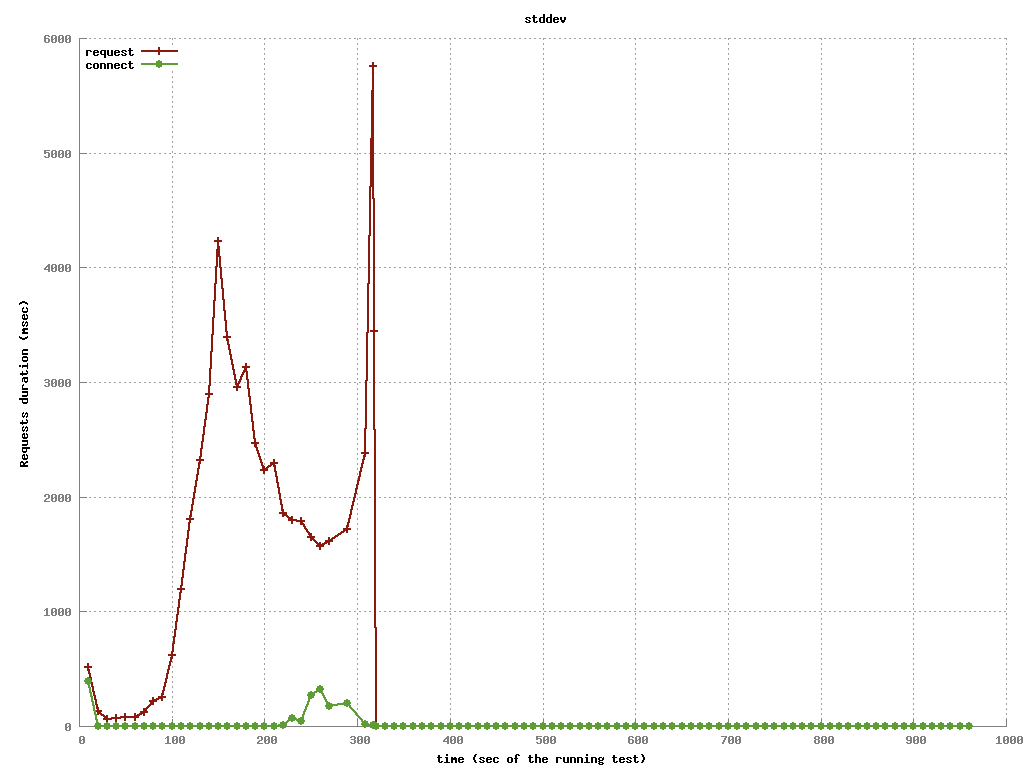 stddev
request
connect
Requests duration (msec)
6000
5000
4000
3000
2000
1000
0
0 100 200 300 400 500 600 700 800 900 1000
time (sec of the running test)